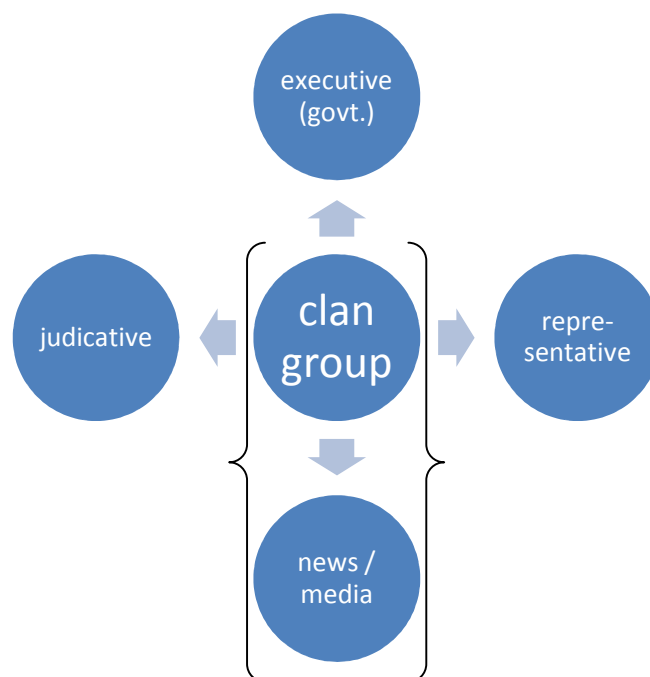 executive
(govt.)
judicative
clan
group
repre-
sentative
news /
media